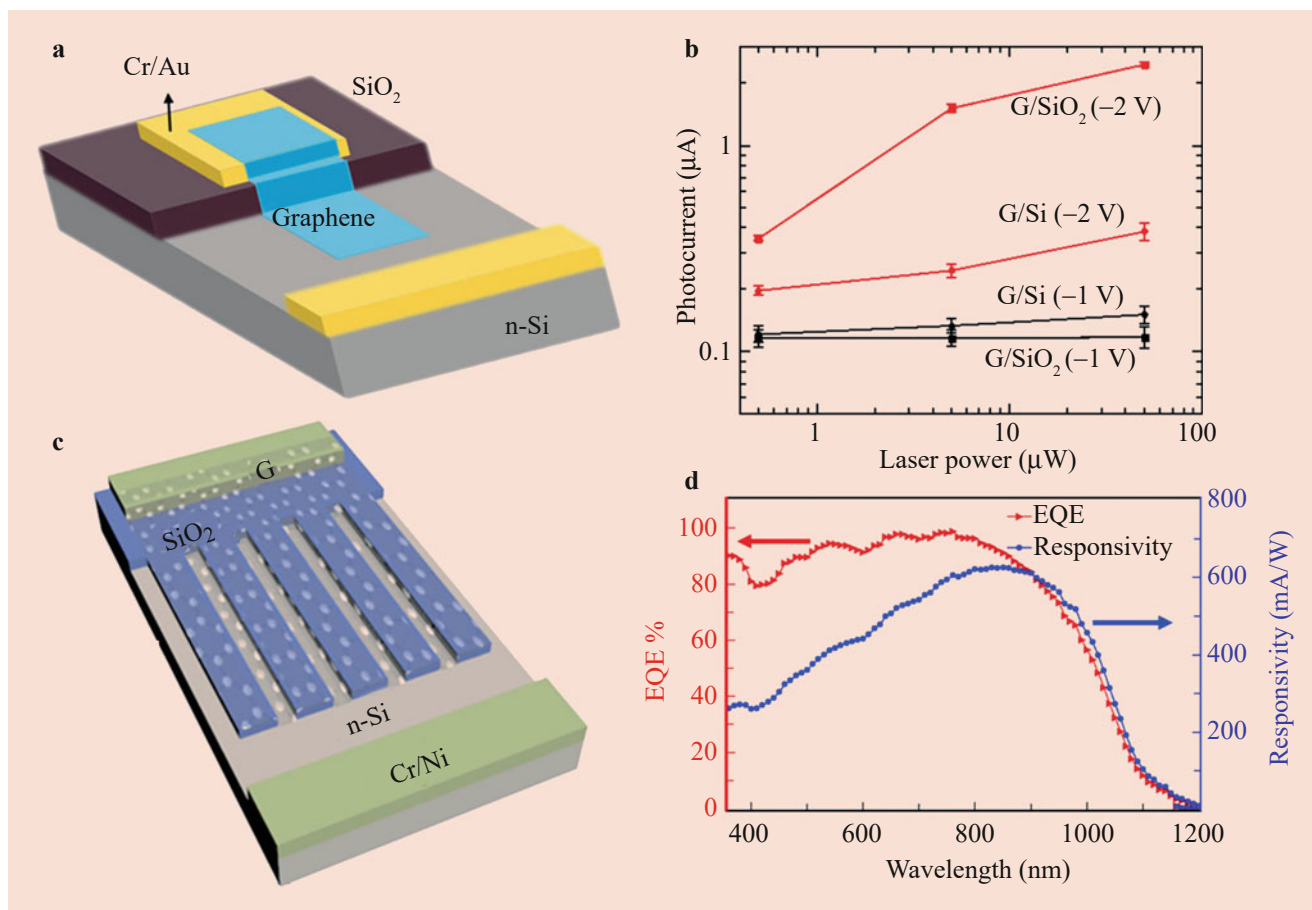 a
Cr/Au
SiO₂
Graphene
n-Si
b
Photocurrent (μA)
1
0.1
G/SiO₂ (–2 V)
G/Si (–2 V)
G/Si (–1 V)
G/SiO₂ (–1 V)
1
10
100
Laser power (μW)
c
G
SiO₂
n-Si
Cr/Ni
d
EQE %
100
80
60
40
20
0
EQE
Responsivity
800
600
400
200
Responsivity (mA/W)
400
600
800
1000
1200
Wavelength (nm)